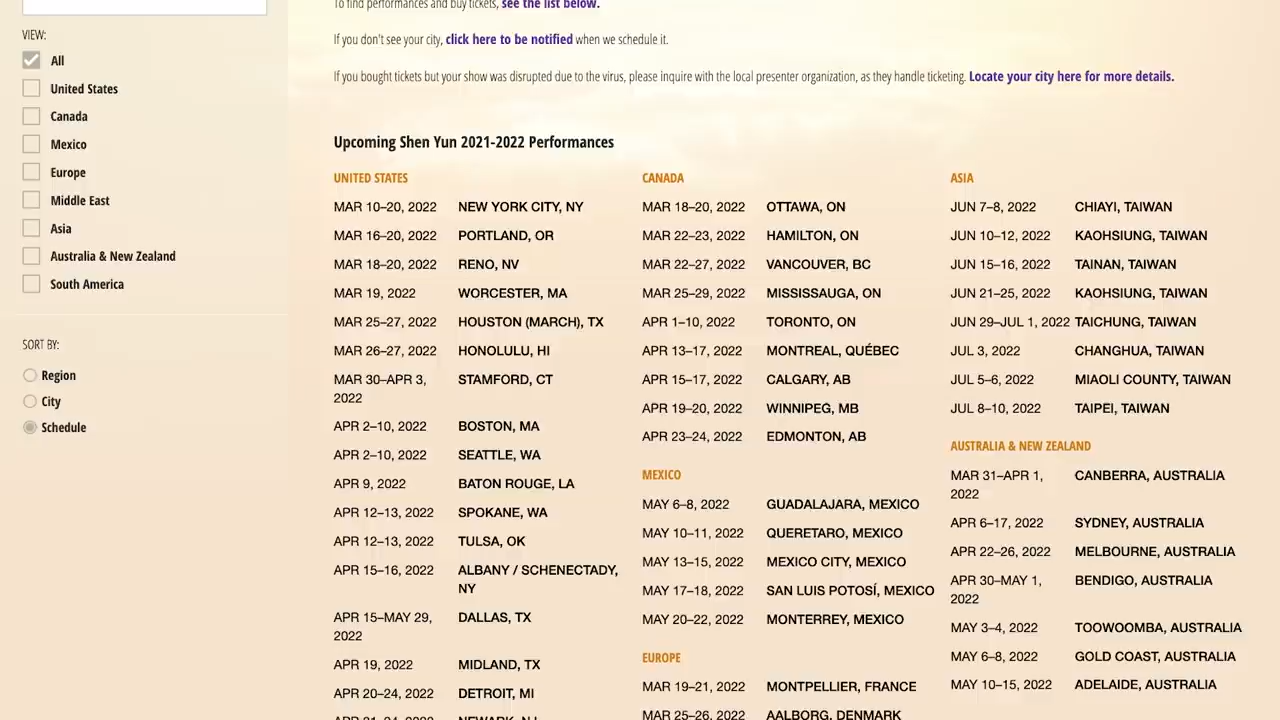 To find performances and buy tickets, see the list below.
If you don't see your city, click here to be notified when we schedule it.
If you bought tickets but your show was disrupted due to the virus, please inquire with the local presenter organization, as they handle ticketing. Locate your city here for more details.
VIEW:
All
United States
Canada
Mexico
Europe
Middle East
Asia
Australia & New Zealand
South America
SORT BY:
Region
City
Schedule
Upcoming Shen Yun 2021-2022 Performances
UNITED STATES
MAR 10–20, 2022 NEW YORK CITY, NY
MAR 16–20, 2022 PORTLAND, OR
MAR 18–20, 2022 RENO, NV
MAR 19, 2022 WORCESTER, MA
MAR 25–27, 2022 HOUSTON (MARCH), TX
MAR 26–27, 2022 HONOLULU, HI
MAR 30–APR 3, STAMFORD, CT
2022
APR 2–10, 2022 BOSTON, MA
APR 2–10, 2022 SEATTLE, WA
APR 9, 2022 BATON ROUGE, LA
APR 12–13, 2022 SPOKANE, WA
APR 12–13, 2022 TULSA, OK
APR 15–16, 2022 ALBANY / SCHENECTADY,
NY
APR 15–MAY 29, DALLAS, TX
2022
APR 19, 2022 MIDLAND, TX
APR 20–24, 2022 DETROIT, MI
APR 21–24, 2022 NEWARK, NJ
CANADA
MAR 18–20, 2022 OTTAWA, ON
MAR 22–23, 2022 HAMILTON, ON
MAR 22–27, 2022 VANCOUVER, BC
MAR 25–29, 2022 MISSISSAUGA, ON
APR 1–10, 2022 TORONTO, ON
APR 13–17, 2022 MONTREAL, QUÉBEC
APR 15–17, 2022 CALGARY, AB
APR 19–20, 2022 WINNIPEG, MB
APR 23–24, 2022 EDMONTON, AB
MEXICO
MAY 6–8, 2022 GUADALAJARA, MEXICO
MAY 10–11, 2022 QUERETARO, MEXICO
MAY 13–15, 2022 MEXICO CITY, MEXICO
MAY 17–18, 2022 SAN LUIS POTOSÍ, MEXICO
MAY 20–22, 2022 MONTERREY, MEXICO
EUROPE
MAR 19–21, 2022 MONTPELLIER, FRANCE
MAR 25–26, 2022 AALBORG, DENMARK
ASIA
JUN 7–8, 2022 CHIAYI, TAIWAN
JUN 10–12, 2022 KAOHSIUNG, TAIWAN
JUN 15–16, 2022 TAINAN, TAIWAN
JUN 21–25, 2022 KAOHSIUNG, TAIWAN
JUN 29–JUL 1, 2022 TAICHUNG, TAIWAN
JUL 3, 2022 CHANGHUA, TAIWAN
JUL 5–6, 2022 MIAOLI COUNTY, TAIWAN
JUL 8–10, 2022 TAIPEI, TAIWAN
AUSTRALIA & NEW ZEALAND
MAR 31–APR 1, CANBERRA, AUSTRALIA
2022
APR 6–17, 2022 SYDNEY, AUSTRALIA
APR 22–26, 2022 MELBOURNE, AUSTRALIA
APR 30–MAY 1, BENDIGO, AUSTRALIA
2022
MAY 3–4, 2022 TOOWOOMBA, AUSTRALIA
MAY 6–8, 2022 GOLD COAST, AUSTRALIA
MAY 10–15, 2022 ADELAIDE, AUSTRALIA